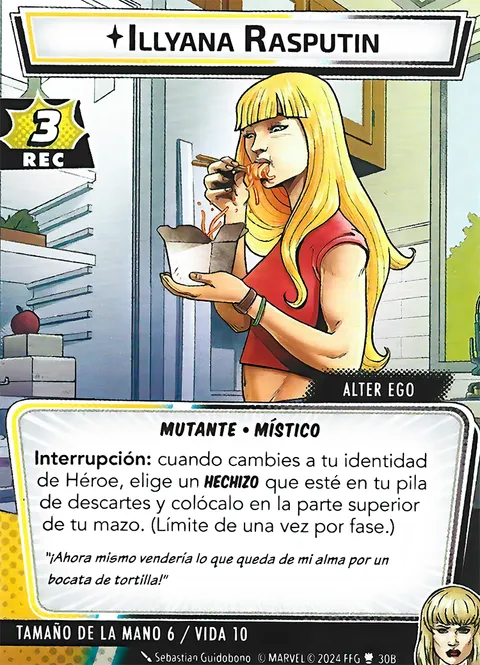 ILLYANA RASPUTIN
3
REC
ALTER EGO
MUTANTE • MÍSTICO
Interrupción: cuando cambies a tu identidad
de Héroe, elige un HECHIZO que esté en tu pila
de descartes y colócalo en la parte superior
de tu mazo. (Límite de una vez por fase.)
"¡Ahora mismo vendería lo que queda de mi alma por un
bocata de tortilla!"
TAMAÑO DE LA MANO 6 / VIDA 10
Sebastian Guidobono © MARVEL © 2024 FFG 30B